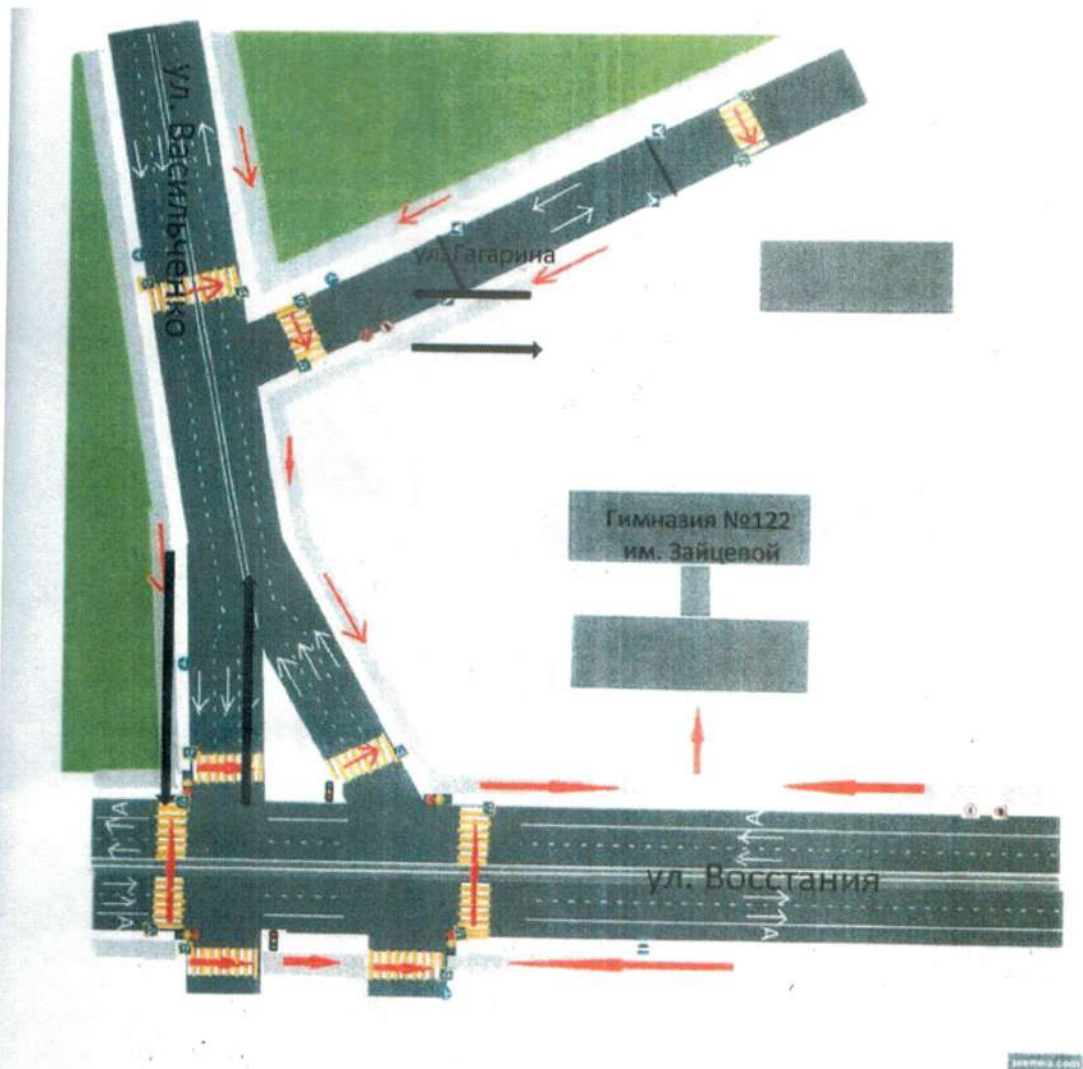 ул. Васильченко
ул. Гагарина
Гимназия №122
им. Зайцевой
А
А
ул. Восстания
А
А